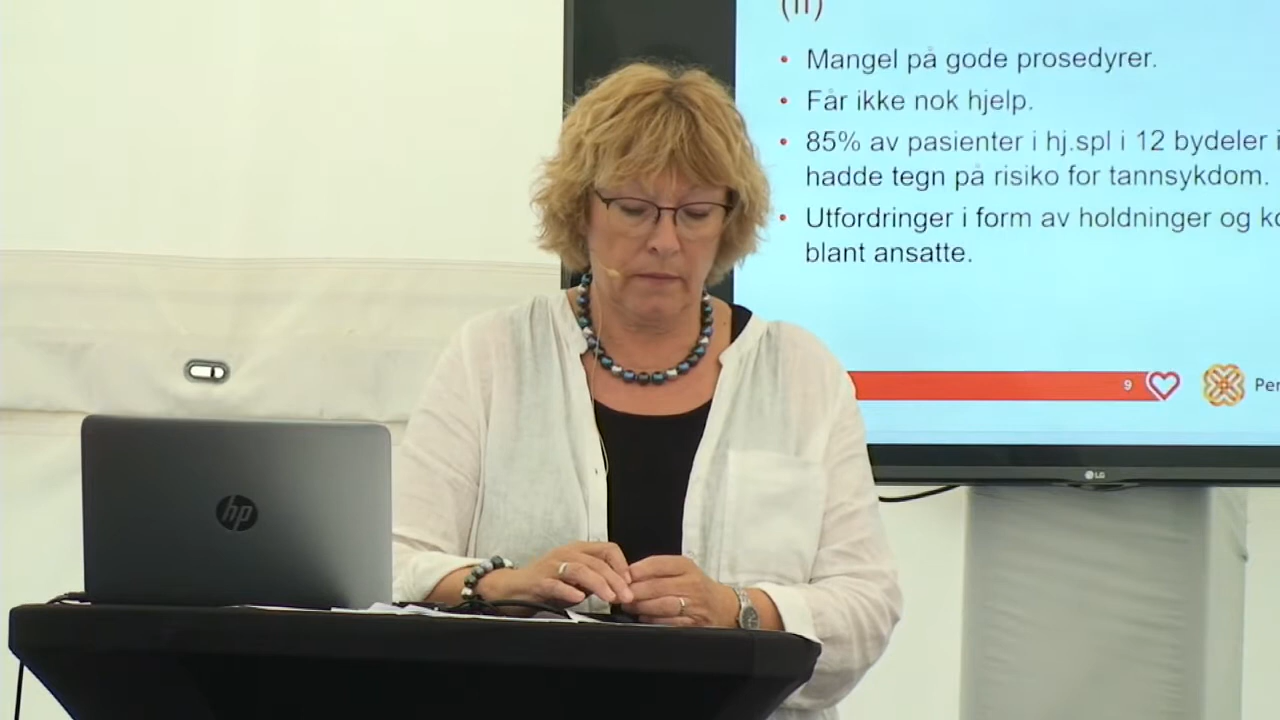 (II)
Mangel på gode prosedyrer.
Får ikke nok hjelp.
85% av pasienter i hj.spl i 12 bydeler i
hadde tegn på risiko for tannsykdom.
Utfordringer i form av holdninger og
blant ansatte.
9
LG
hp